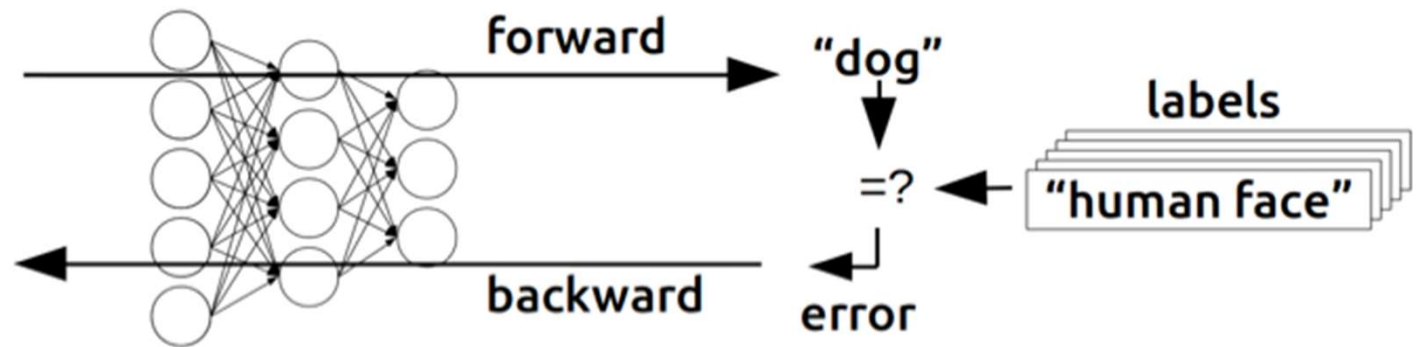 forward
“dog”
labels
=?
“human face”
backward
error